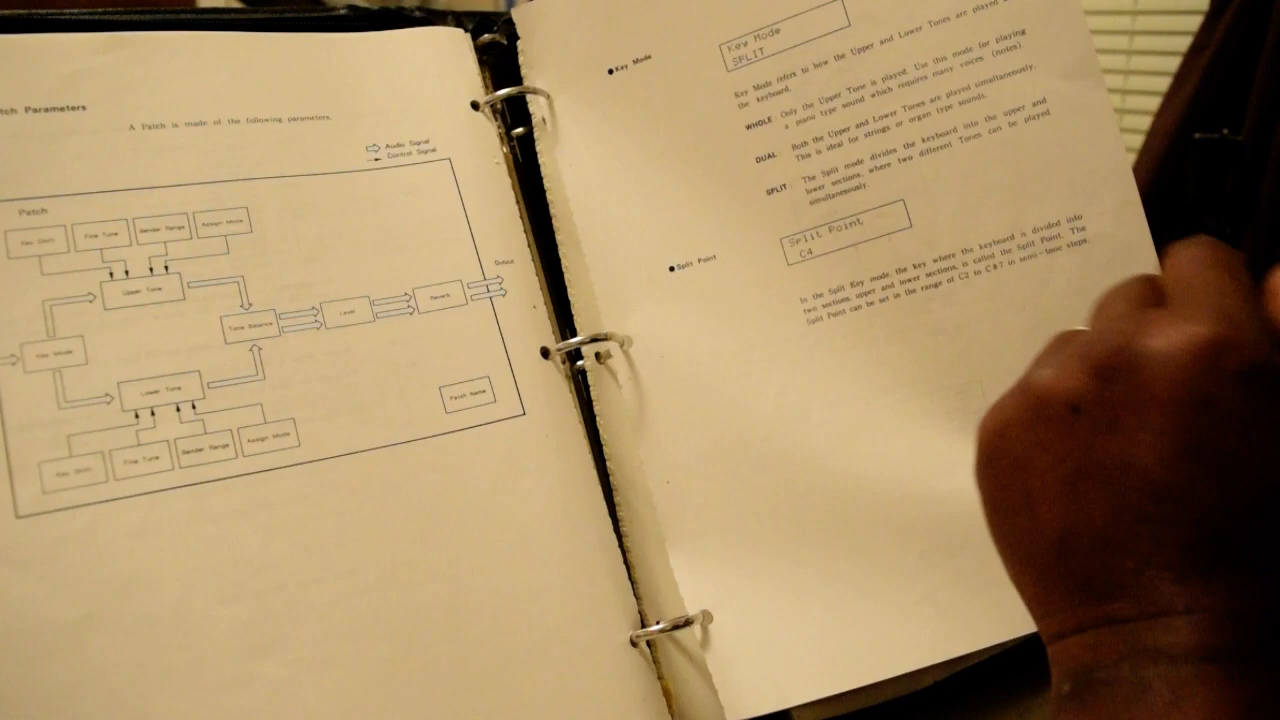 tch Parameters
A Patch is made of the following parameters.
Audio Signal
Control Signal
Patch
Key Shift
Fine Tune
Bender Range
Assign Mode
Upper Tone
Output
Tone Balance
Level
Reverb
Key Mode
Lower Tone
Patch Name
Key Shift
Fine Tune
Bender Range
Assign Mode
Key Mode
SPLIT
●Key Mode
Key Mode refers to how the Upper and Lower Tones are played
the keyboard.
WHOLE : Only the Upper Tone is played. Use this mode for playing
a piano type sound which requires many voices (notes).
DUAL : Both the Upper and Lower Tones are played simultaneously.
This is ideal for strings or organ type sounds.
SPLIT : The Split mode divides the keyboard into the upper and
lower sections, where two different Tones can be played
simultaneously.
Split Point
C4
●Split Point
In the Split Key mode, the key where the keyboard is divided into
two sections, upper and lower sections, is called the Split Point. The
Split Point can be set in the range of C2 to C#7 in semi-tone steps.